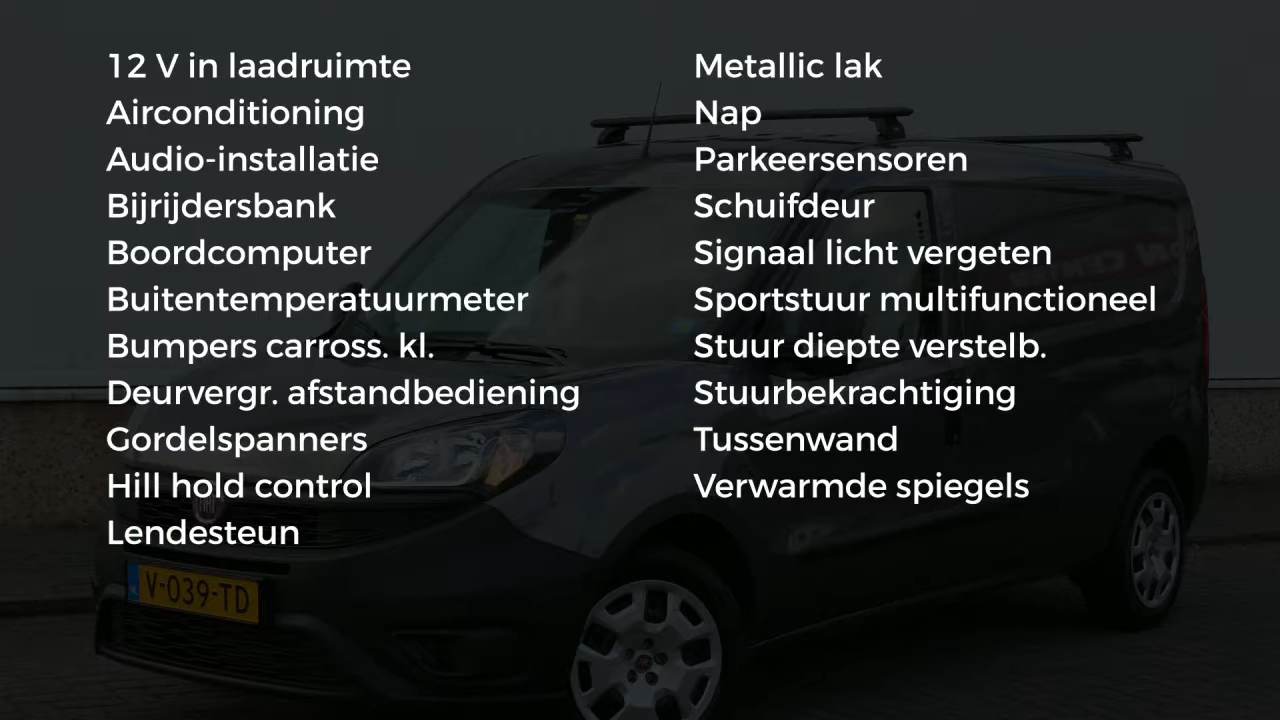 12 V in laadruimte
Airconditioning
Audio-installatie
Bijrijdersbank
Boordcomputer
Buitentemperatuurmeter
Bumpers carross. kl.
Deurvergr. afstandbediening
Gordelspanners
Hill hold control
Lendesteun
Metallic lak
Nap
Parkeersensoren
Schuifdeur
Signaal licht vergeten
Sportstuur multifunctioneel
Stuur diepte verstelb.
Stuurbekrachtiging
Tussenwand
Verwarmde spiegels
FIAT
V-039-TD